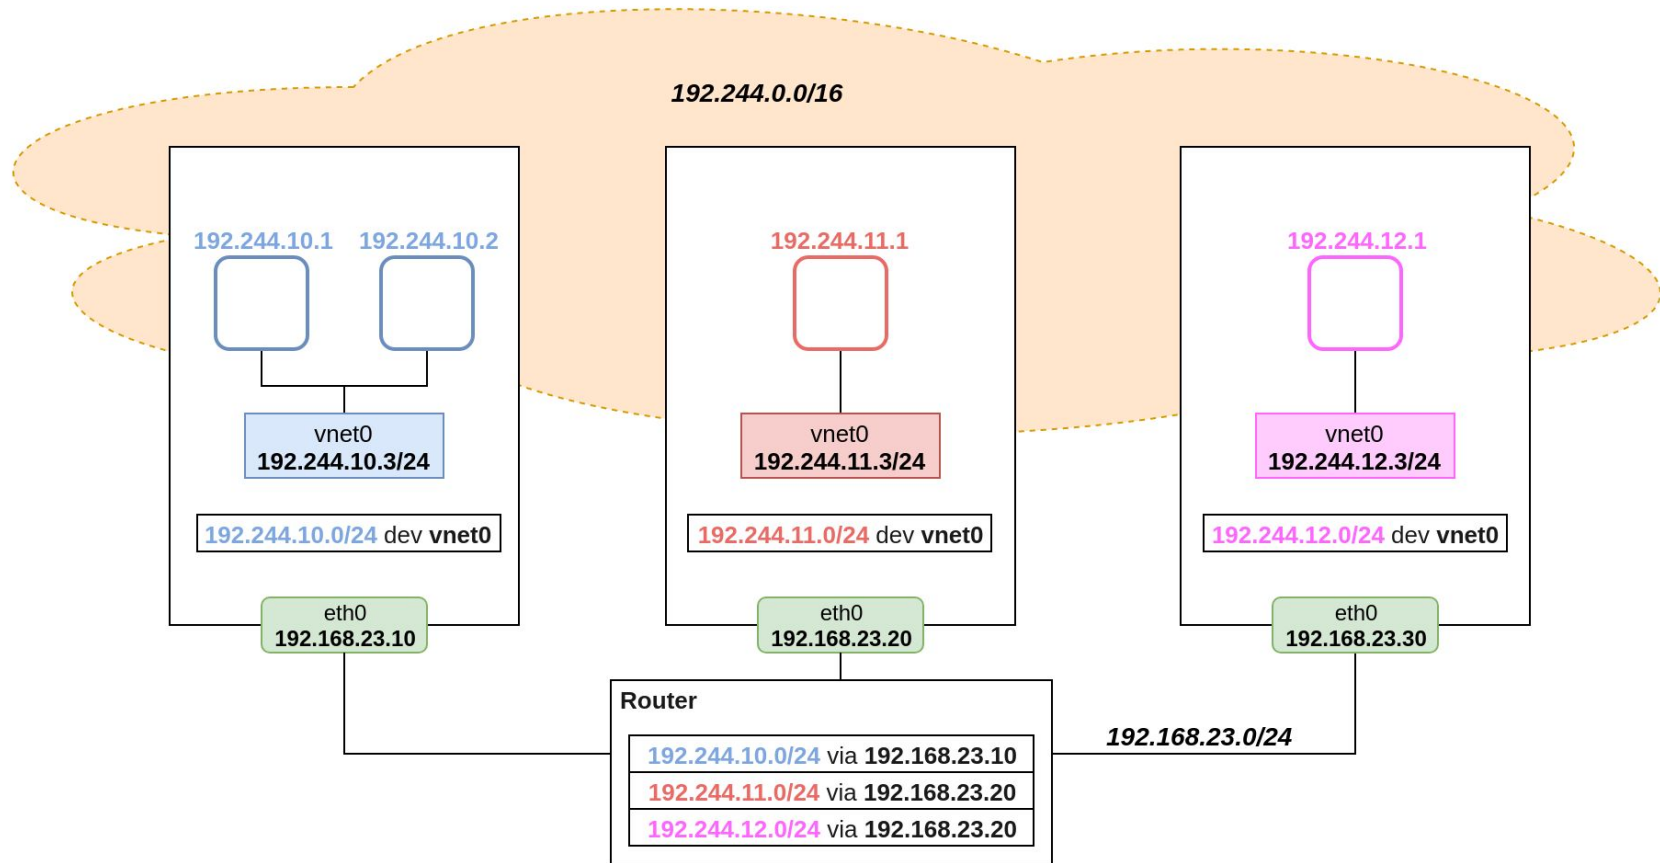 192.244.0.0/16
192.244.10.1 192.244.10.2
192.244.11.1
192.244.12.1
vnet0
192.244.10.3/24
vnet0
192.244.11.3/24
vnet0
192.244.12.3/24
192.244.10.0/24 dev vnet0
192.244.11.0/24 dev vnet0
192.244.12.0/24 dev vnet0
eth0
192.168.23.10
eth0
192.168.23.20
eth0
192.168.23.30
Router
192.168.23.0/24
192.244.10.0/24 via 192.168.23.10
192.244.11.0/24 via 192.168.23.20
192.244.12.0/24 via 192.168.23.20